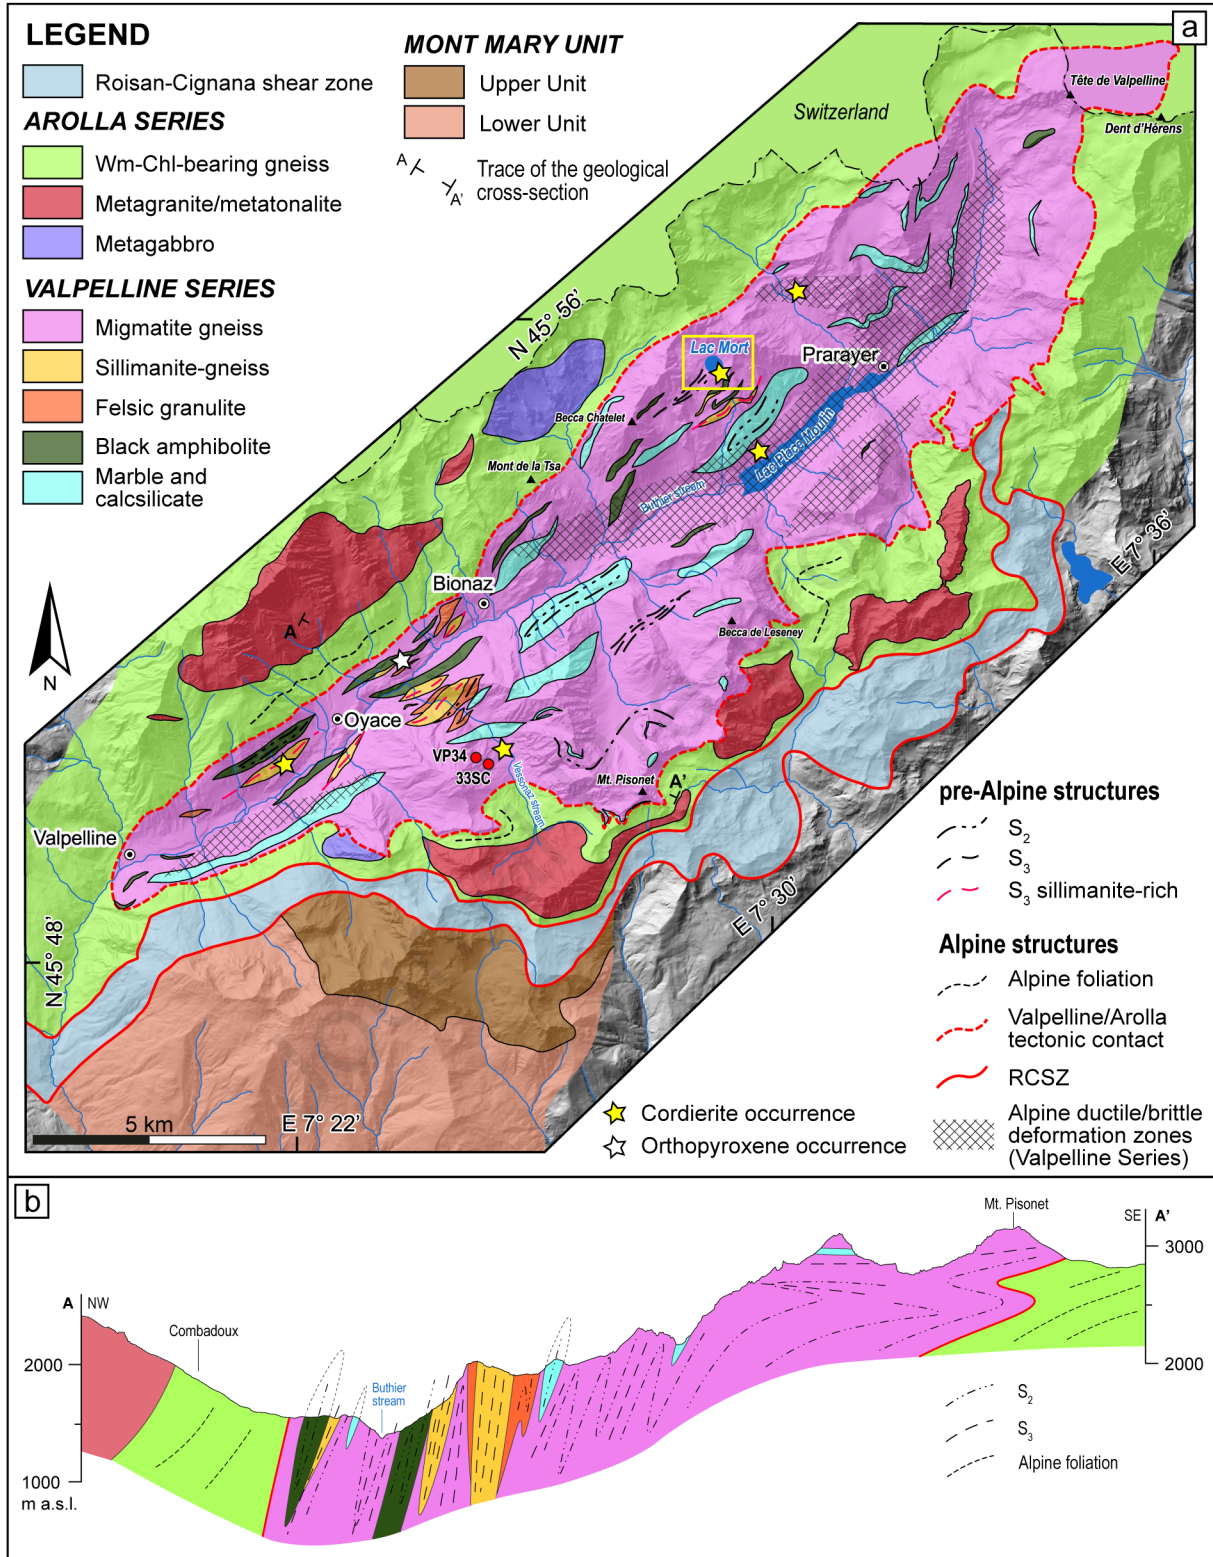 a
LEGEND
Roisan-Cignana shear zone
AROLLA SERIES
Wm-Chl-bearing gneiss
Metagranite/metatonalite
Metagabbro
VALPELLINE SERIES
Migmatite gneiss
Sillimanite-gneiss
Felsic granulite
Black amphibolite
Marble and
calcsilicate
MONT MARY UNIT
Upper Unit
Lower Unit
A
A'
Trace of the geological
cross-section
Switzerland
Tête de Valpelline
Dent d'Hérens
N 45° 56'
Lac Mort
Prarayer
Becca Chatelet
Lac Place Moulin
Mont de la Tsa
Buthier stream
E 7° 36'
Bionaz
A
Becca de Leseney
N
Oyace
VP34
33SC
Vessonaz stream
Mt. Pisonet
A'
Valpelline
E 7° 30'
N 45° 48'
5 km
E 7° 22'
Cordierite occurrence
Orthopyroxene occurrence
pre-Alpine structures
S2
S3
S3 sillimanite-rich
Alpine structures
Alpine foliation
Valpelline/Arolla
tectonic contact
RCSZ
Alpine ductile/brittle
deformation zones
(Valpelline Series)
b
Mt. Pisonet
SE A'
3000
A NW
Combadoux
2000
2000
Buthier
stream
1000
m a.s.l.
S2
S3
Alpine foliation